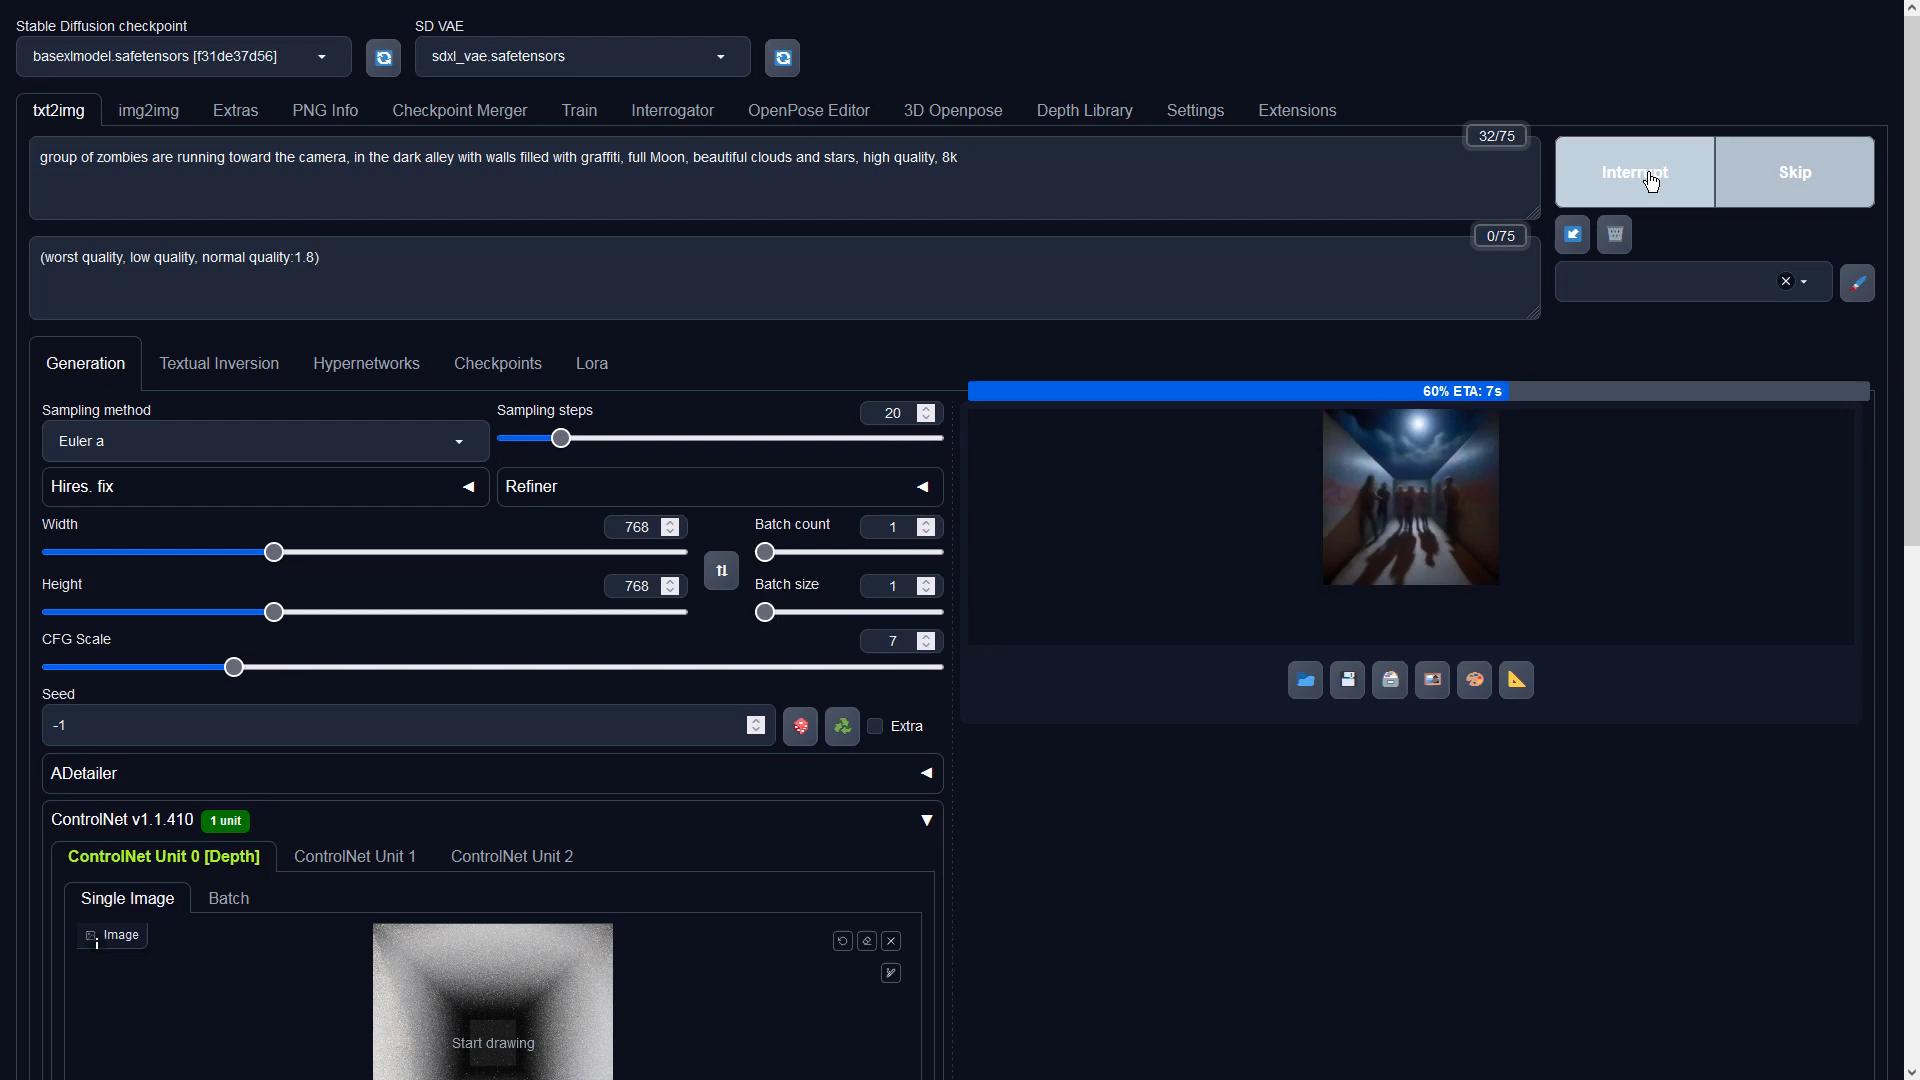 Stable Diffusion checkpoint
SD VAE
basexlmodel.safetensors [f31de37d56]
sdxl_vae.safetensors
txt2img
img2img
Extras
PNG Info
Checkpoint Merger
Train
Interrogator
OpenPose Editor
3D Openpose
Depth Library
Settings
Extensions
32/75
group of zombies are running toward the camera, in the dark alley with walls filled with graffiti, full Moon, beautiful clouds and stars, high quality, 8k
Interrupt
Skip
0/75
(worst quality, low quality, normal quality:1.8)
Generation
Textual Inversion
Hypernetworks
Checkpoints
Lora
60% ETA: 7s
Sampling method
Sampling steps
20
Euler a
Hires. fix
Refiner
Width
768
Batch count
1
Height
768
Batch size
1
CFG Scale
7
Seed
-1
Extra
ADetailer
ControlNet v1.1.410
1 unit
ControlNet Unit 0 [Depth]
ControlNet Unit 1
ControlNet Unit 2
Single Image
Batch
Image
Start drawing